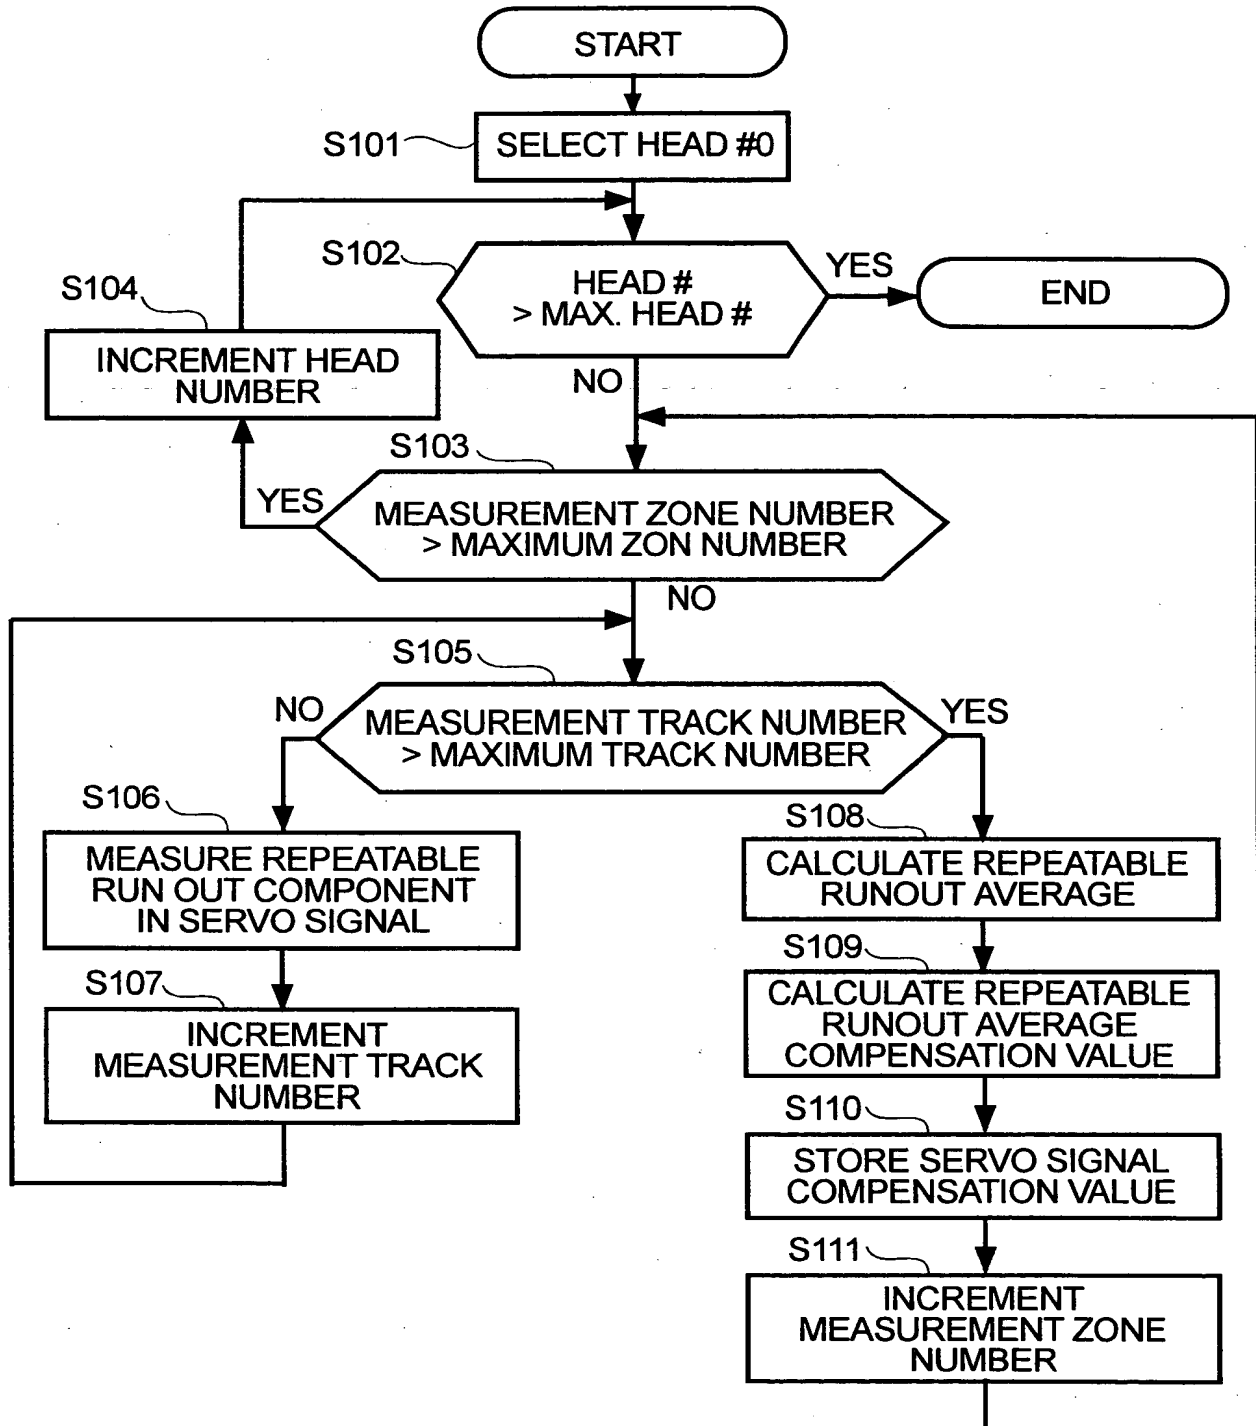 START
S101
SELECT HEAD #0
S102
HEAD #
> MAX. HEAD #
YES
END
S104
INCREMENT HEAD
NUMBER
NO
S103
YES
MEASUREMENT ZONE NUMBER
> MAXIMUM ZON NUMBER
NO
S105
NO
MEASUREMENT TRACK NUMBER
> MAXIMUM TRACK NUMBER
YES
S106
MEASURE REPEATABLE
RUN OUT COMPONENT
IN SERVO SIGNAL
S107
INCREMENT
MEASUREMENT TRACK
NUMBER
S108
CALCULATE REPEATABLE
RUNOUT AVERAGE
S109
CALCULATE REPEATABLE
RUNOUT AVERAGE
COMPENSATION VALUE
S110
STORE SERVO SIGNAL
COMPENSATION VALUE
S111
INCREMENT
MEASUREMENT ZONE
NUMBER